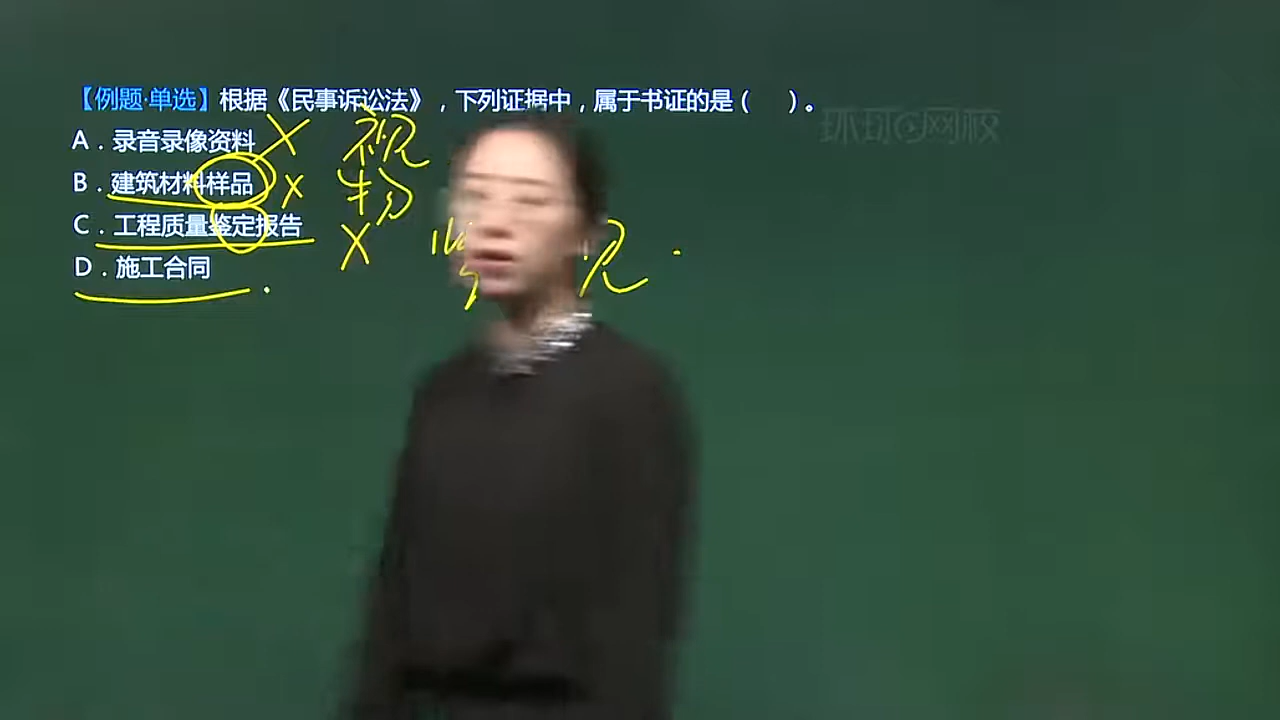 【例题·单选】根据《民事诉讼法》，下列证据中，属于书证的是（　）。
环球网校
A．录音录像资料 × 视
B．建筑材料样品 × 物
C．工程质量鉴定报告 × 鉴 见
D．施工合同